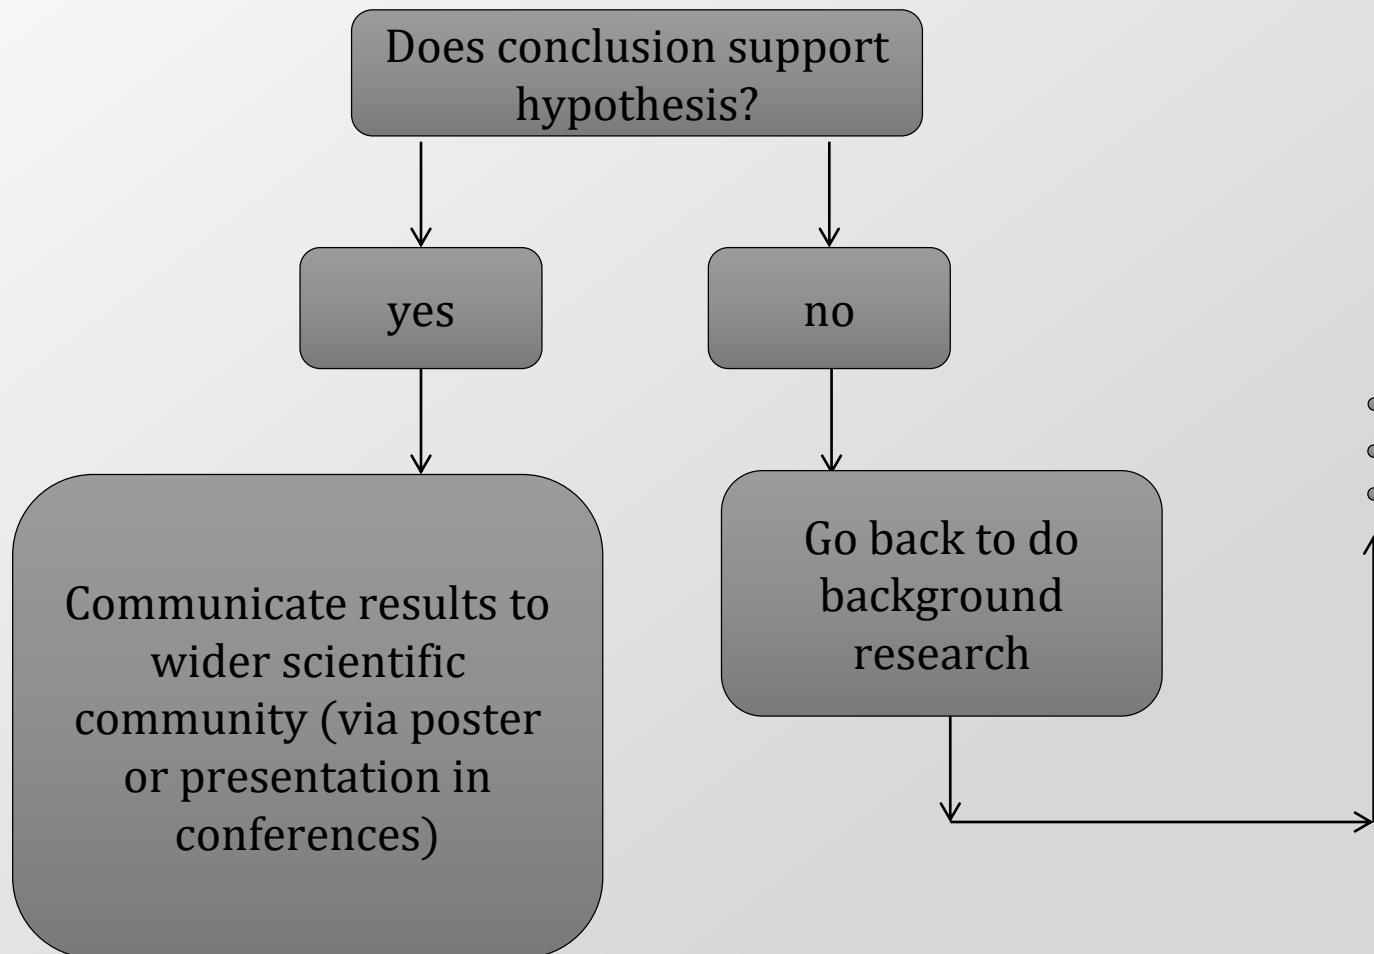 Does conclusion support
hypothesis?
yes
no
Communicate results to
wider scientific
community (via poster
or presentation in
conferences)
Go back to do
background
research